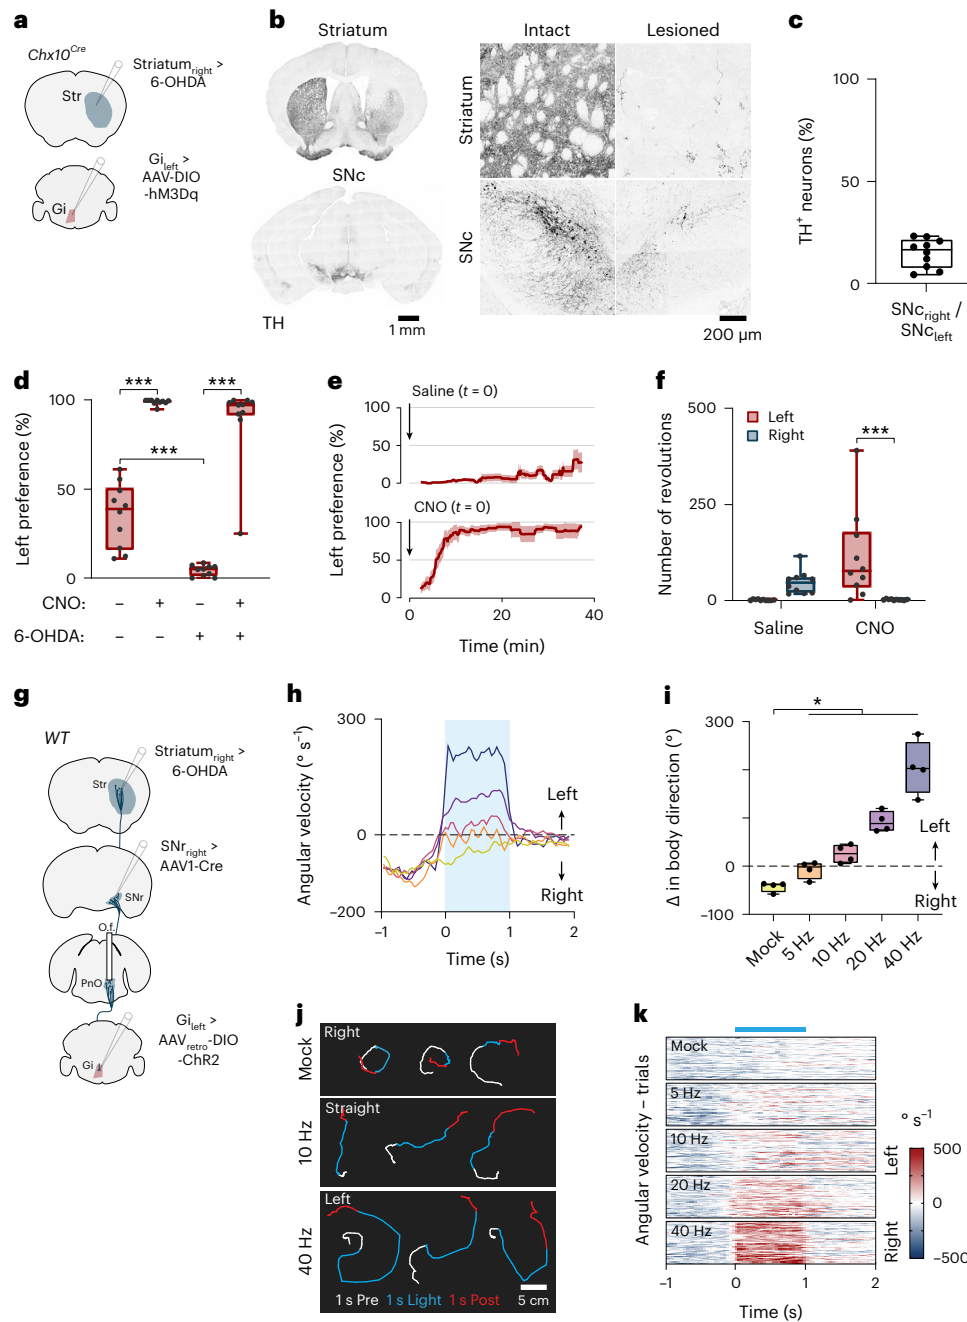 a
Chx10Cre
Striatumright >
6-OHDA
Str
Gileft >
AAV-DIO
-hM3Dq
Gi
b
Striatum
Intact
Lesioned
Striatum
SNc
SNc
TH
1 mm
200 µm
c
TH+ neurons (%)
100
50
0
SNcright /
SNcleft
d
Left preference (%)
100
50
0
***
***
***
CNO: – + – +
6-OHDA: – – + +
e
Left preference (%)
Saline (t = 0)
100
50
0
CNO (t = 0)
100
50
0
0 20 40
Time (min)
f
Number of revolutions
500
250
0
Left
Right
***
Saline
CNO
g
WT
Striatumright >
6-OHDA
Str
SNrright >
AAV1-Cre
SNr
O.f.
PnO
Gileft >
AAVretro-DIO
-ChR2
Gi
h
Angular velocity (° s–1)
300
0
–200
Left
Right
–1 0 1 2
Time (s)
i
Δ in body direction (°)
300
0
–100
*
Left
Right
Mock
5 Hz
10 Hz
20 Hz
40 Hz
j
Mock
Right
10 Hz
Straight
40 Hz
Left
1 s Pre 1 s Light 1 s Post
5 cm
k
Angular velocity – trials
Mock
5 Hz
10 Hz
20 Hz
40 Hz
–1 0 1 2
Time (s)
° s–1
Left
Right
500
0
–500